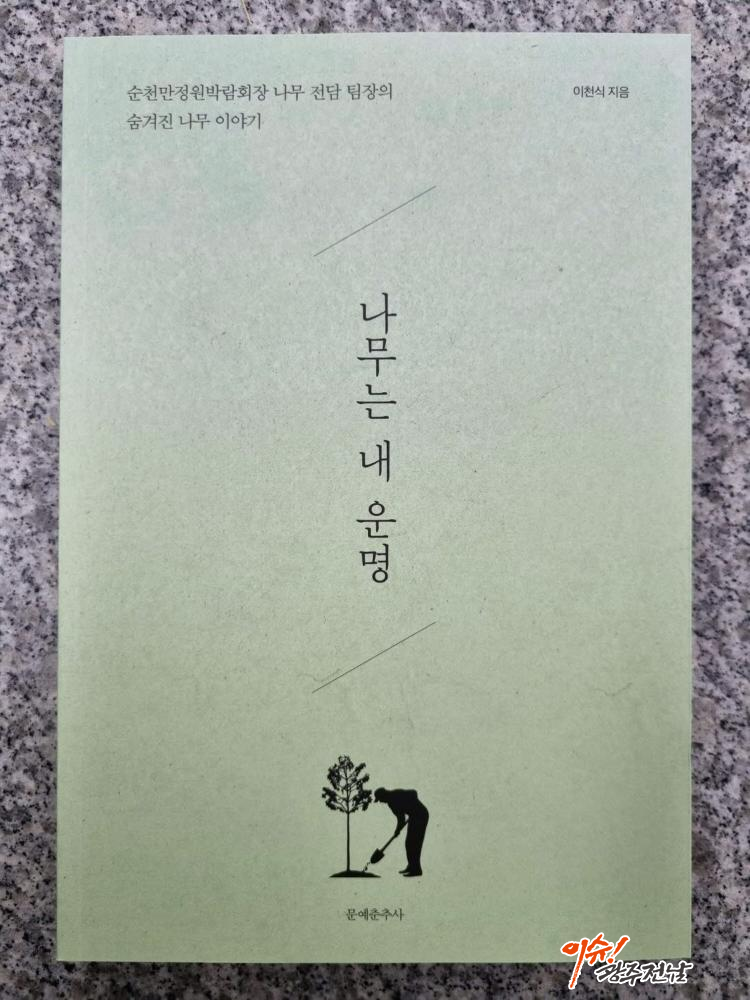 순천만정원박람회장 나무 전담 팀장의
숨겨진 나무 이야기
이천식 지음
나무는 내 운명
문예춘추사
이슈!
광주전남